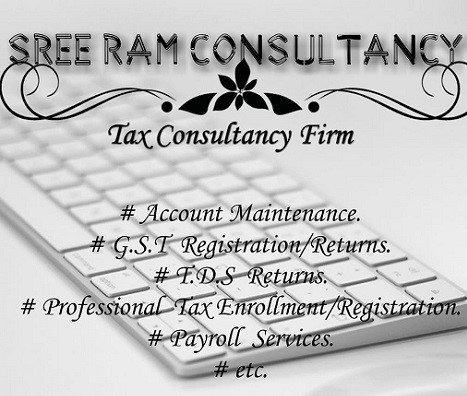 SREE RAM CONSULTANCY
Tax Consultancy Firm
# Account Maintenance.
# G.S.T Registration/Returns.
# T.D.S Returns.
# Professional Tax Enrollment/Registration.
# Payroll Services.
# etc.